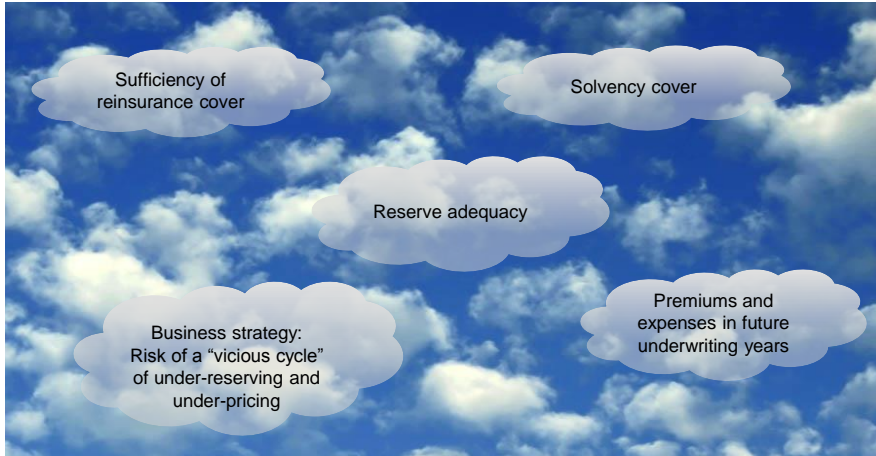 Sufficiency of
reinsurance cover
Solvency cover
Reserve adequacy
Business strategy:
Risk of a “vicious cycle”
of under-reserving and
under-pricing
Premiums and
expenses in future
underwriting years